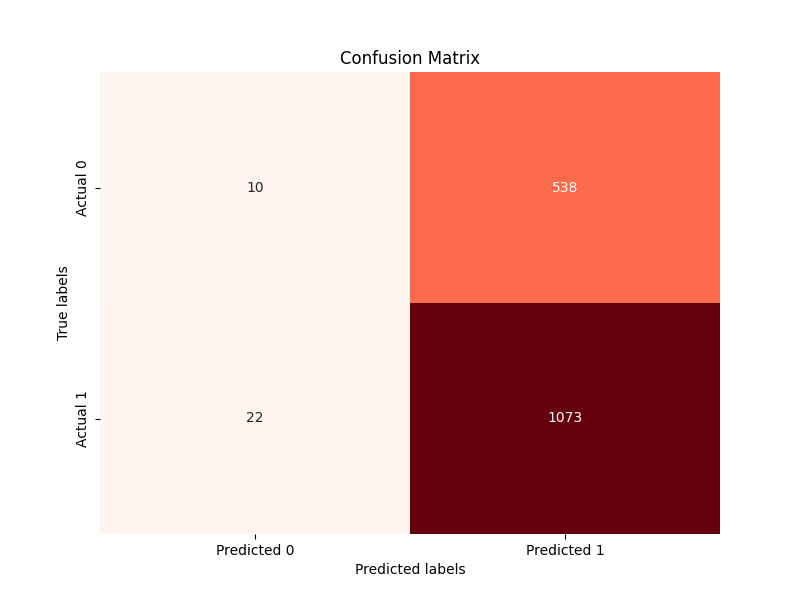 Confusion Matrix
Actual 0
10
538
True labels
Actual 1
22
1073
Predicted 0
Predicted 1
Predicted labels